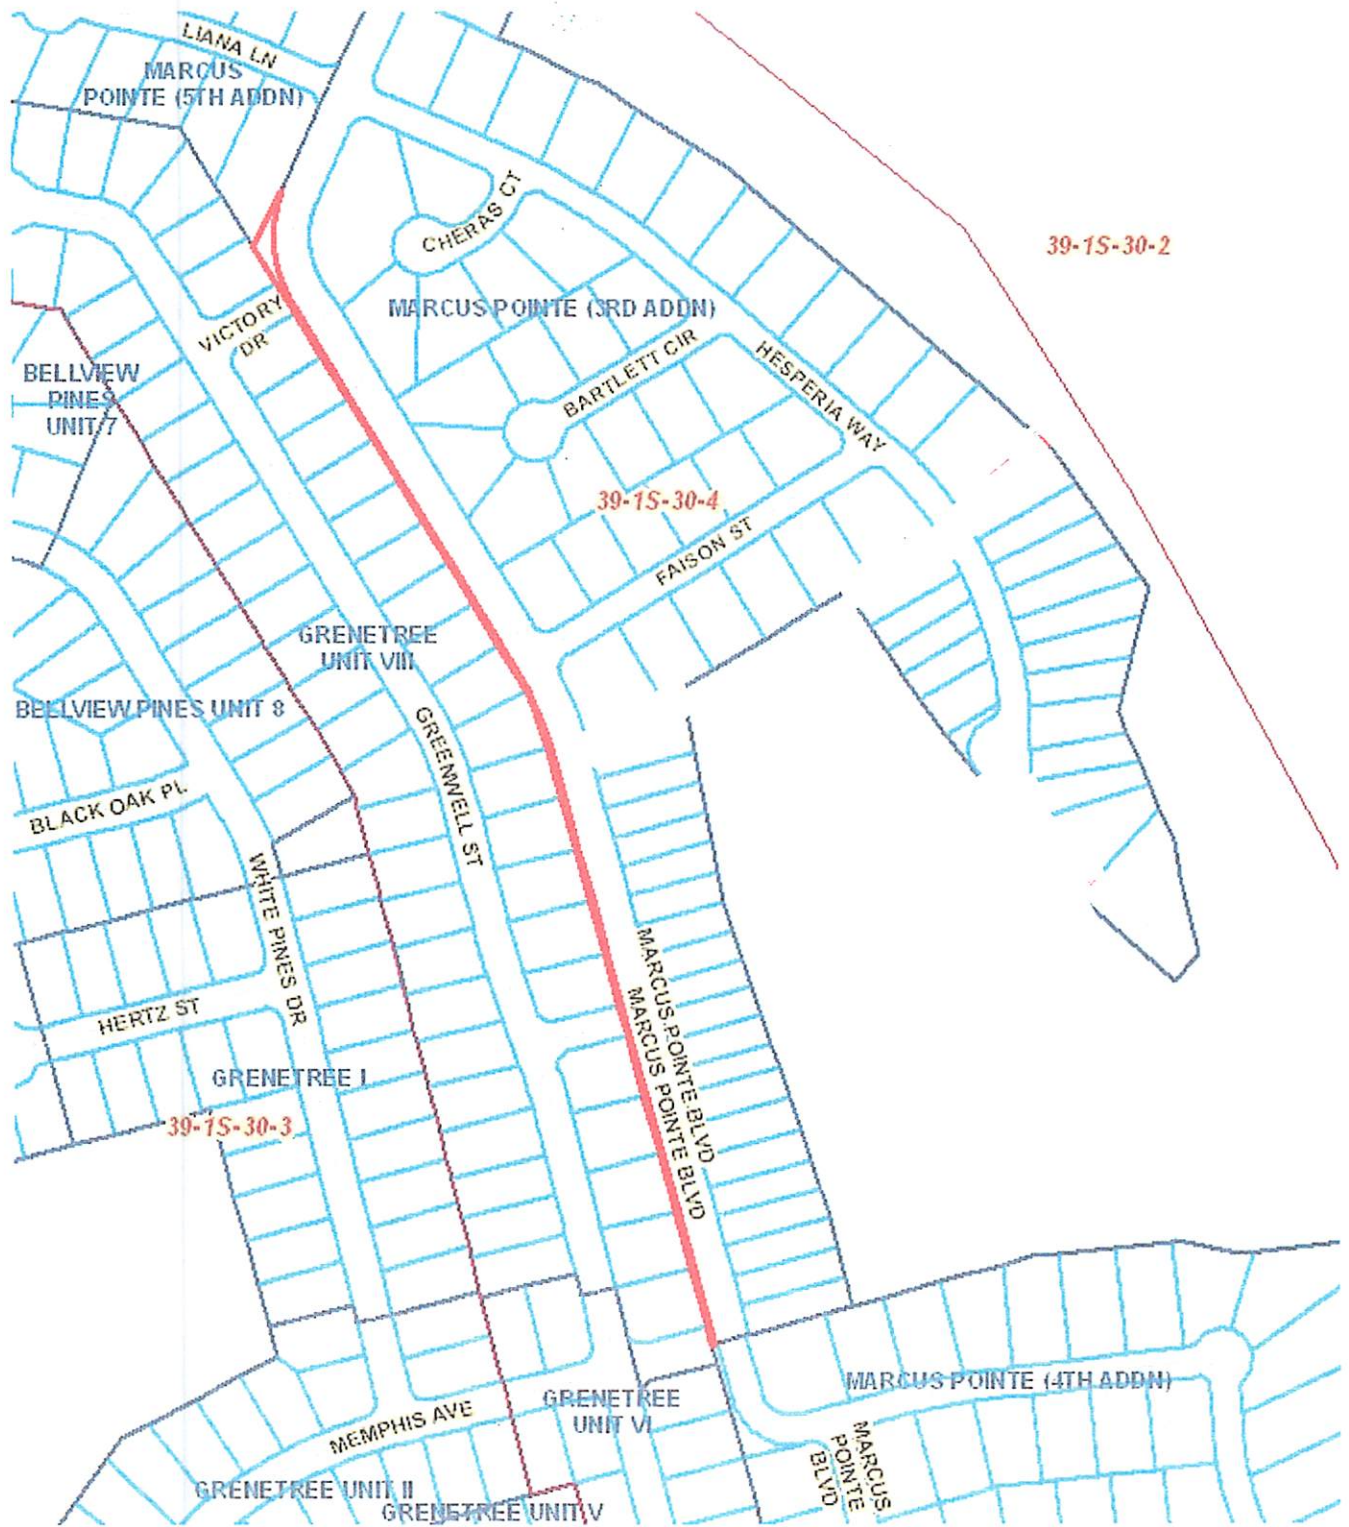 LIANA LN
MARCUS
POINTE (5TH ADDN)
CHERAS CT
39-1S-30-2
MARCUS POINTE (3RD ADDN)
VICTORY
DR
BARTLETT CIR
HESPERIA WAY
BELLVIEW
PINES
UNIT 7
39-1S-30-4
FAISON ST
GRENETREE
UNIT VIII
BELLVIEW PINES UNIT 8
GREENWELL ST
BLACK OAK PL
WHITE PINES DR
MARCUS POINTE BLVD
MARCUS POINTE BLVD
HERTZ ST
GRENETREE I
39-1S-30-3
MARCUS POINTE (4TH ADDN)
GRENETREE
UNIT VI
MEMPHIS AVE
MARCUS
POINTE
BLVD
GRENETREE UNIT II
GRENETREE UNIT V